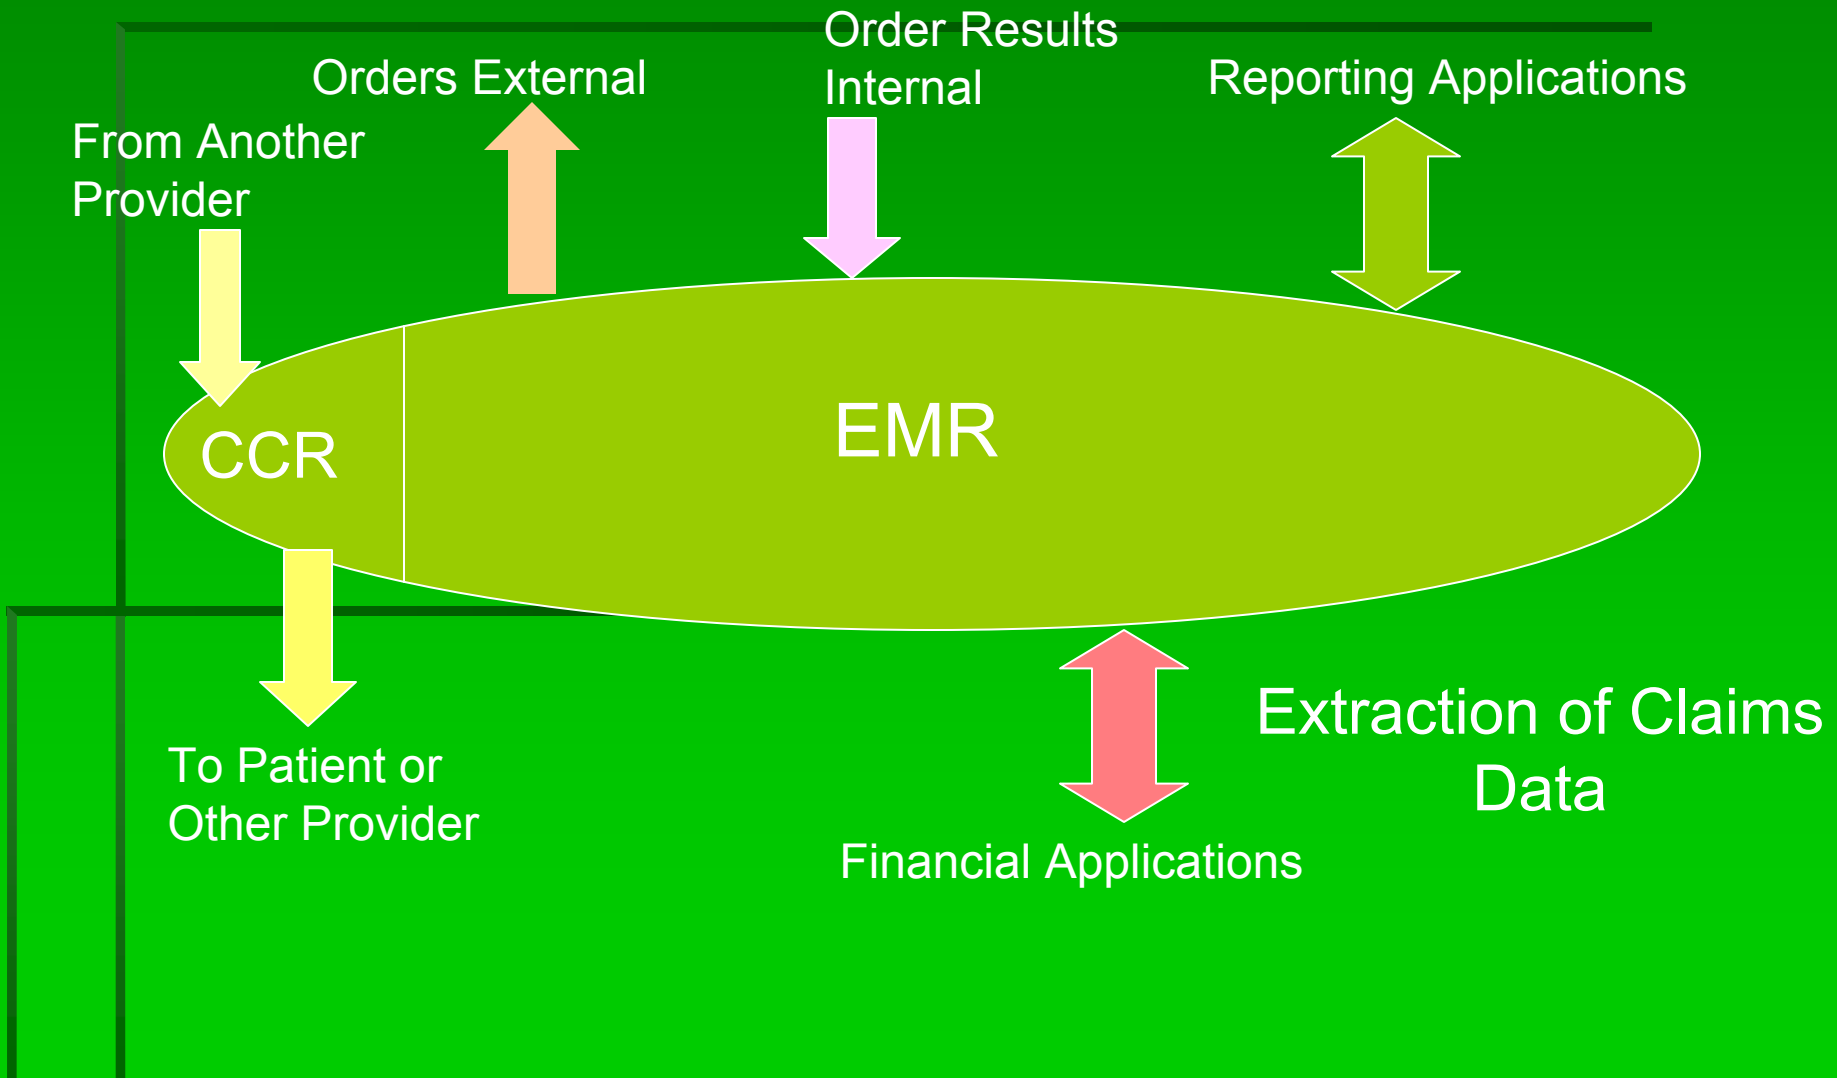 Order Results
Internal
Orders External
Reporting Applications
From Another
Provider
EMR
CCR
Extraction of Claims
Data
To Patient or
Other Provider
Financial Applications